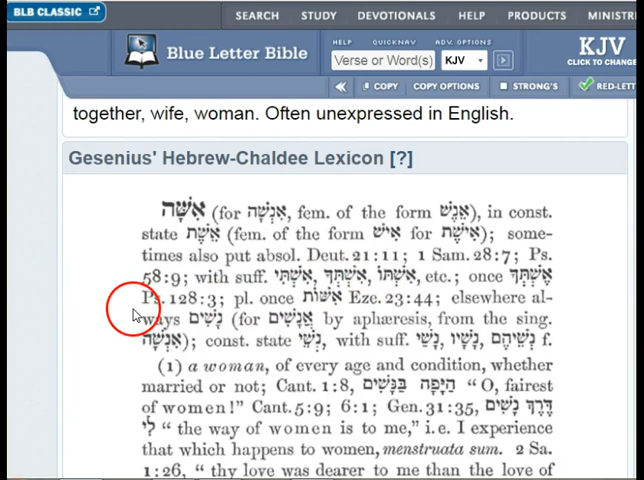 BLB CLASSIC
SEARCH STUDY DEVOTIONALS HELP PRODUCTS MINISTRI
HELP QUICKNAV ADV. OPTIONS
Blue Letter Bible Verse or Word(s) KJV KJV
CLICK TO CHANGE
COPY COPY OPTIONS STRONG'S RED-LETT
together, wife, woman. Often unexpressed in English.
Gesenius' Hebrew-Chaldee Lexicon [?]
אִשָּׁה (for אִנְשָׁה, fem. of the form אֱנָשׁ), in const.
state אֵשֶׁת (fem. of the form אִישׁ for אִישֶׁת); some-
times also put absol. Deut. 21:11; 1 Sam. 28:7; Ps.
58:9; with suff. אִשְׁתִּי, אִשְׁתְּךָ, אִשְׁתּוֹ, etc.; once אֶשְׁתְּךָ
Ps. 128:3; pl. once אִשּׁוֹת Eze. 23:44; elsewhere al-
ways נָשִׁים (for אֲנָשִׁים by aphæresis, from the sing.
אִנְשָׁה); const. state נְשֵׁי, with suff. נָשַׁי, נָשָׁיו, נְשֵׁיהֶם f.
(1) a woman, of every age and condition, whether
married or not; Cant. 1:8, הַיָּפָה בַּנָּשִׁים "O, fairest
of women!" Cant. 5:9; 6:1; Gen. 31:35, דֶּרֶךְ נָשִׁים
לִי "the way of women is to me," i.e. I experience
that which happens to women, menstruata sum. 2 Sa.
1:26, "thy love was dearer to me than the love of